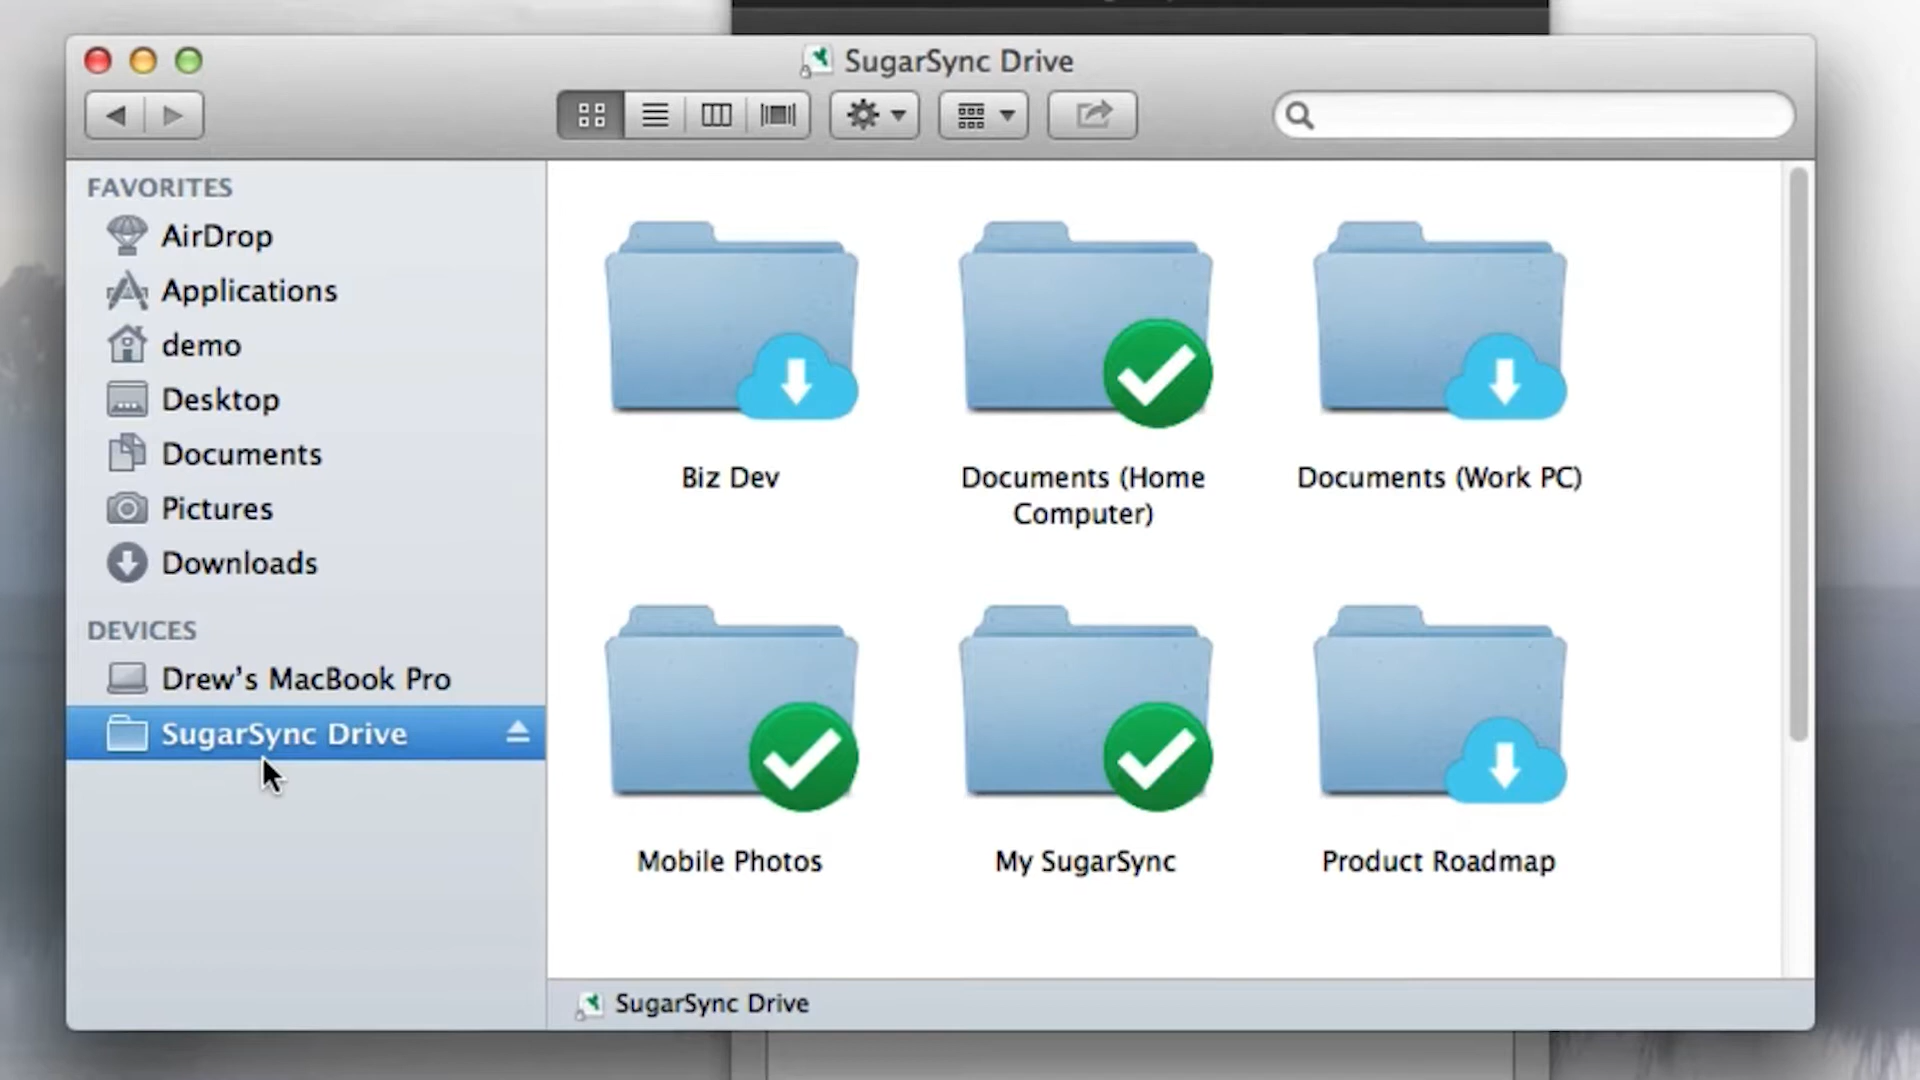 SugarSync Drive
FAVORITES
AirDrop
Applications
demo
Desktop
Documents
Pictures
Downloads
DEVICES
Drew's MacBook Pro
SugarSync Drive
Biz Dev
Documents (Home
Computer)
Documents (Work PC)
Mobile Photos
My SugarSync
Product Roadmap
SugarSync Drive